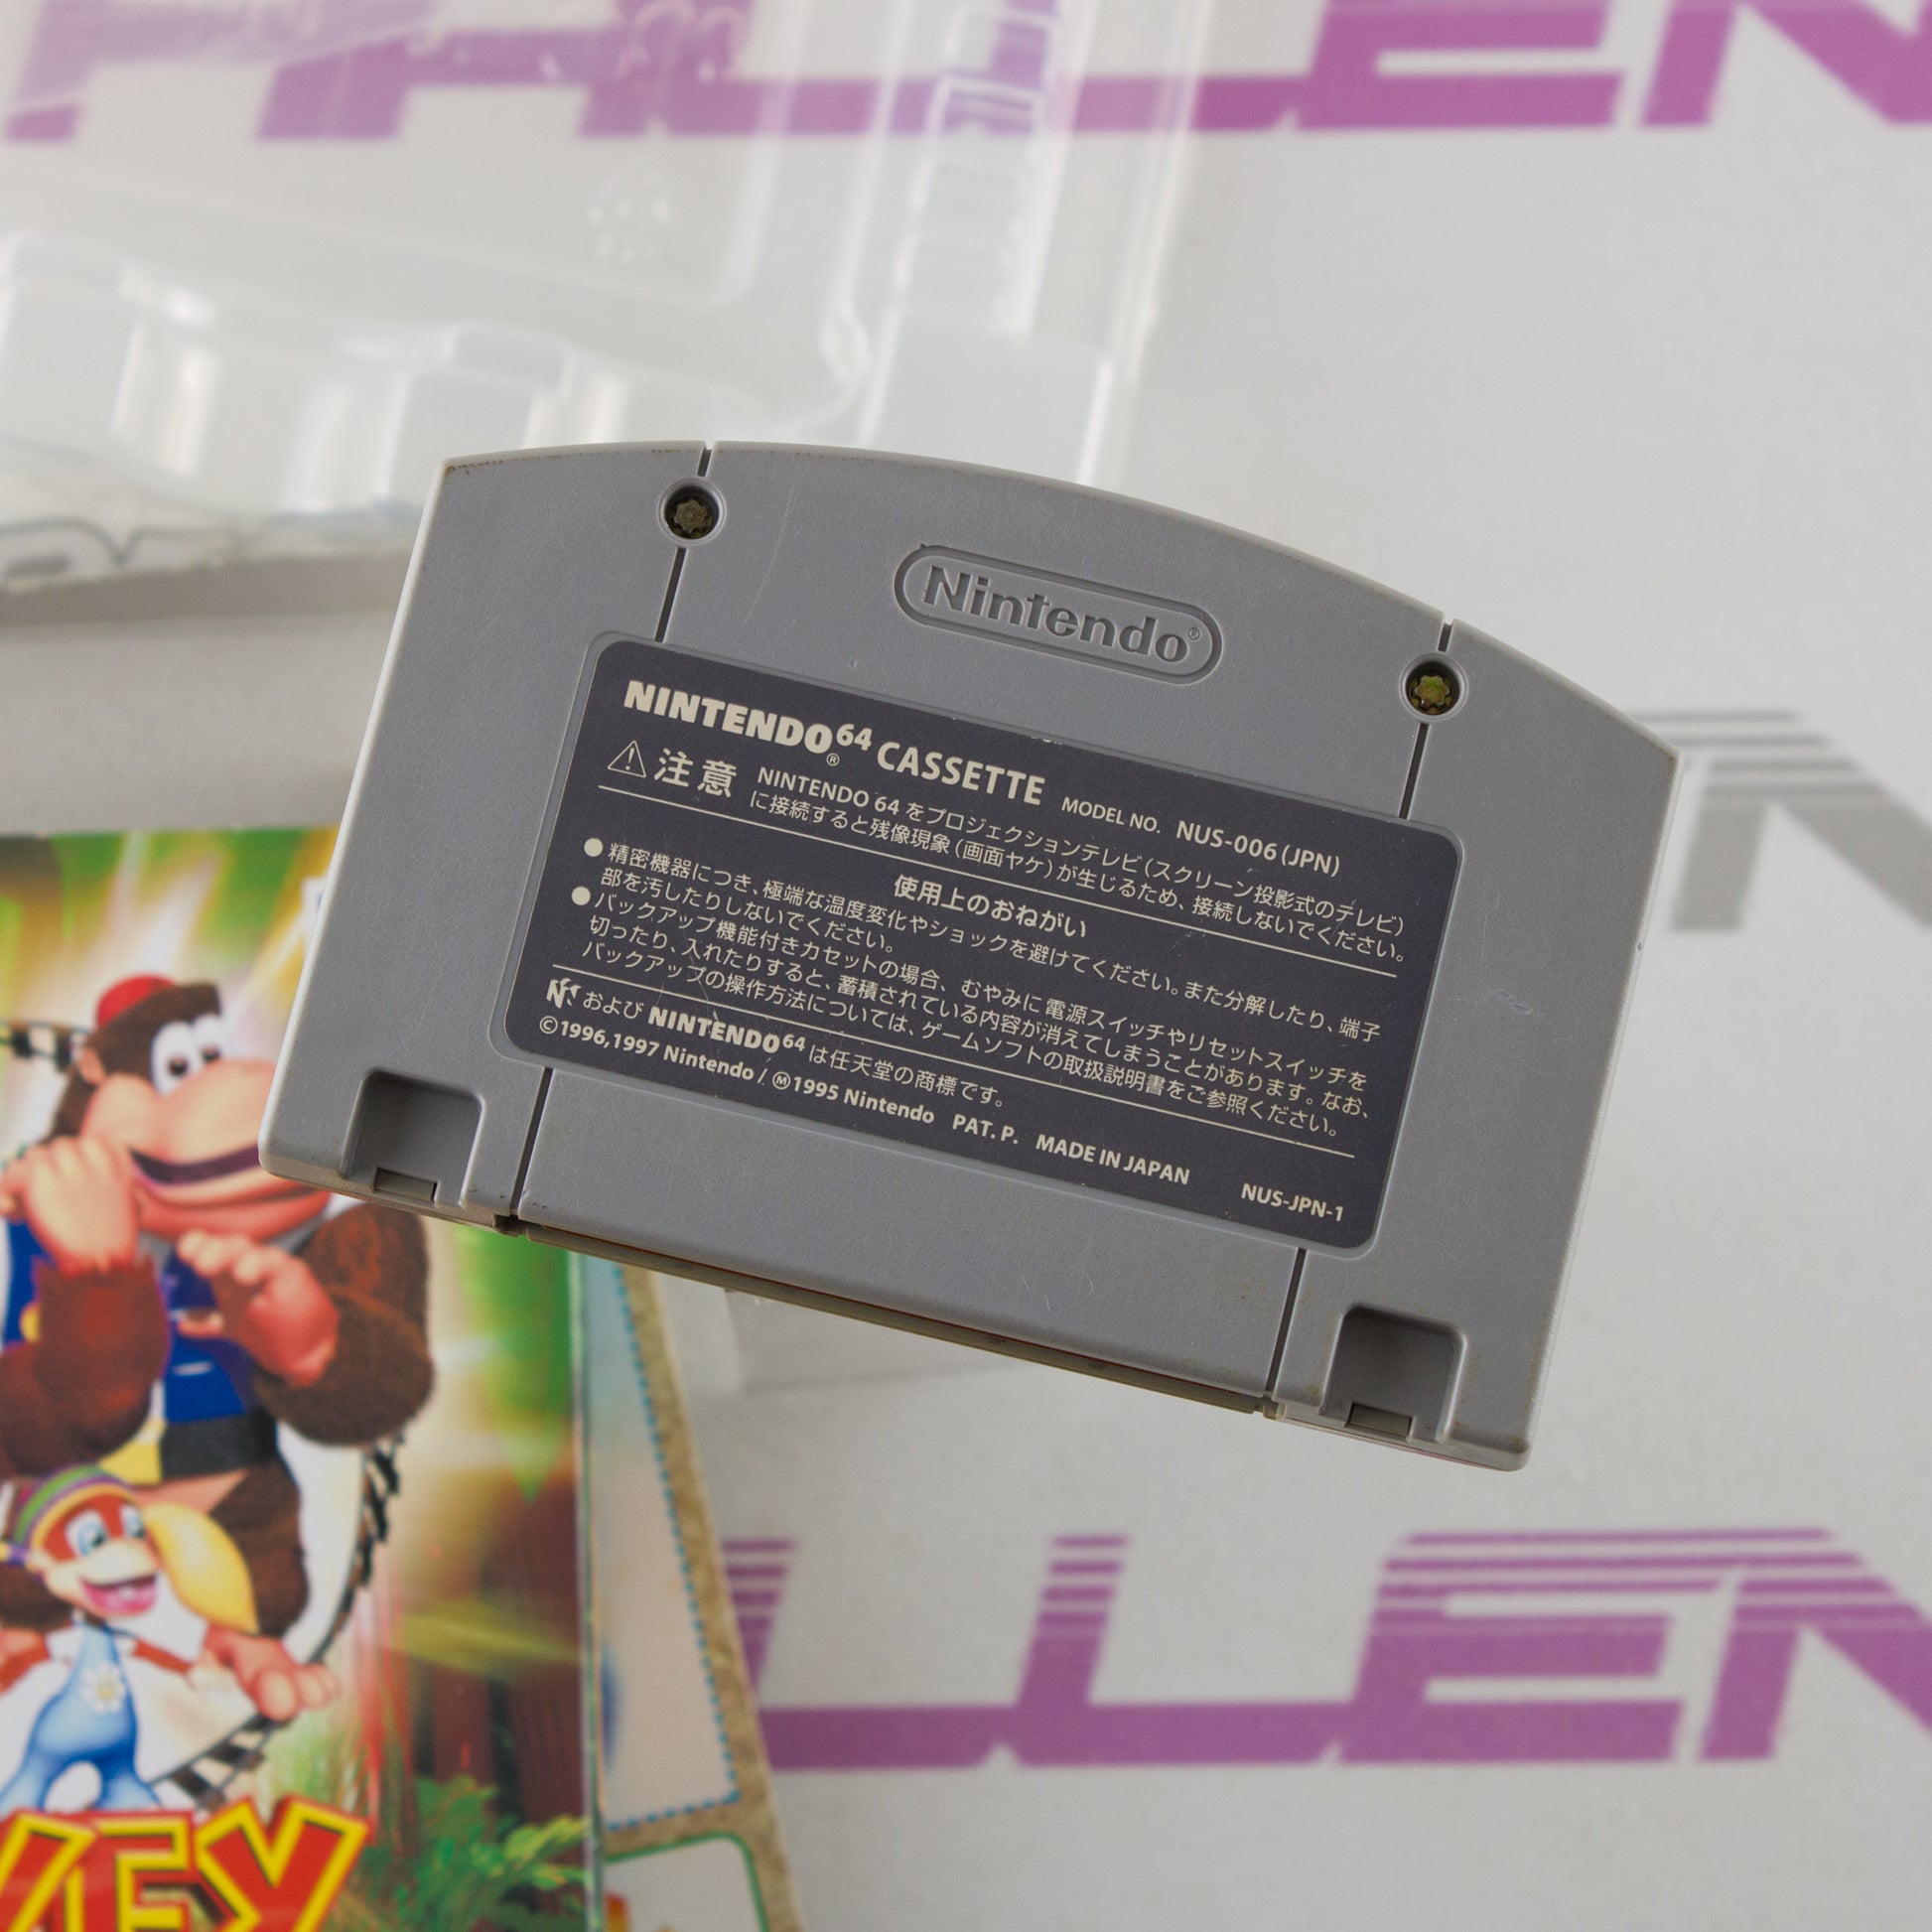 Nintendo®
NINTENDO®64 CASSETTE MODEL NO. NUS-006 (JPN)
⚠注意 NINTENDO 64 をプロジェクションテレビ(スクリーン投影式のテレビ)
に接続すると残像現象(画面ヤケ)が生じるため、接続しないでください。
使用上のおねがい
●精密機器につき、極端な温度変化やショックを避けてください。また分解したり、端子
部を汚したりしないでください。
●バックアップ機能付きカセットの場合、むやみに電源スイッチやリセットスイッチを
切ったり、入れたりすると、蓄積されている内容が消えてしまうことがあります。なお、
バックアップの操作方法については、ゲームソフトの取扱説明書をご参照ください。
および NINTENDO64 は任天堂の商標です。
©1996,1997 Nintendo / Ⓜ1995 Nintendo PAT. P. MADE IN JAPAN NUS-JPN-1